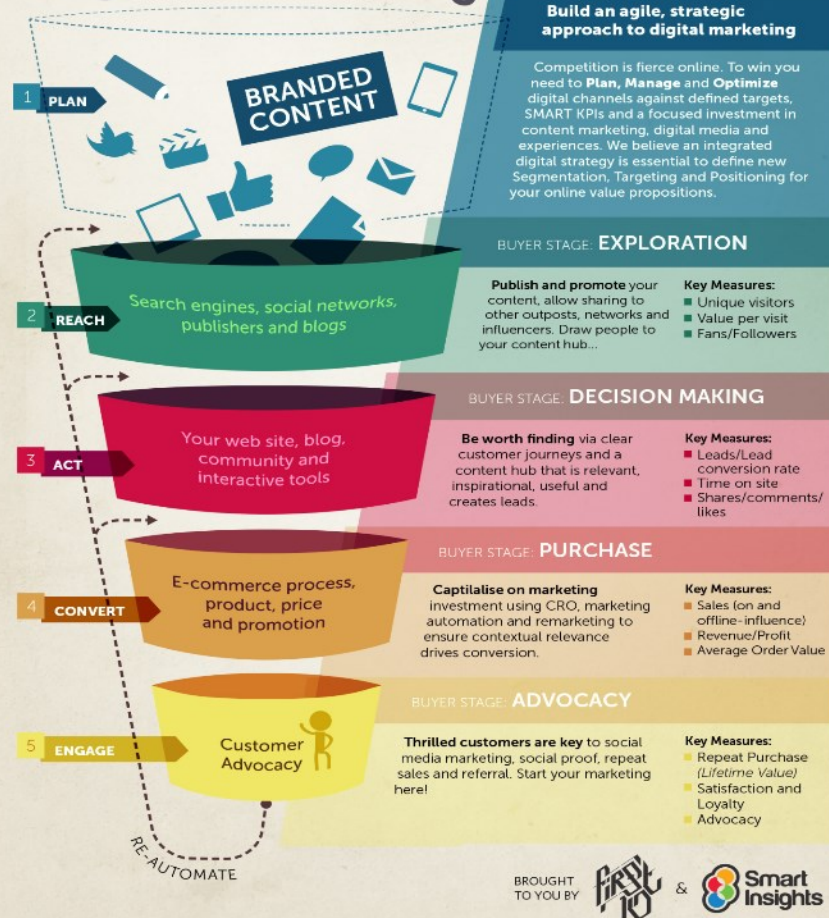 Build an agile, strategic
approach to digital marketing
1 PLAN
BRANDED
CONTENT
Competition is fierce online. To win you
need to Plan, Manage and Optimize
digital channels against defined targets,
SMART KPIs and a focused investment in
content marketing, digital media and
experiences. We believe an integrated
digital strategy is essential to define new
Segmentation, Targeting and Positioning for
your online value propositions.
BUYER STAGE: EXPLORATION
2 REACH
Search engines, social networks,
publishers and blogs
Publish and promote your
content, allow sharing to
other outposts, networks and
influencers. Draw people to
your content hub...
Key Measures:
Unique visitors
Value per visit
Fans/Followers
BUYER STAGE: DECISION MAKING
3 ACT
Your web site, blog,
community and
interactive tools
Be worth finding via clear
customer journeys and a
content hub that is relevant,
inspirational, useful and
creates leads.
Key Measures:
Leads/Lead
conversion rate
Time on site
Shares/comments/
likes
BUYER STAGE: PURCHASE
4 CONVERT
E-commerce process,
product, price
and promotion
Captilalise on marketing
investment using CRO, marketing
automation and remarketing to
ensure contextual relevance
drives conversion.
Key Measures:
Sales (on and
offline-influence)
Revenue/Profit
Average Order Value
BUYER STAGE: ADVOCACY
5 ENGAGE
Customer
Advocacy
Thrilled customers are key to social
media marketing, social proof, repeat
sales and referral. Start your marketing
here!
Key Measures:
Repeat Purchase
(Lifetime Value)
Satisfaction and
Loyalty
Advocacy
RE-AUTOMATE
BROUGHT
TO YOU BY
First
10
&
Smart
Insights